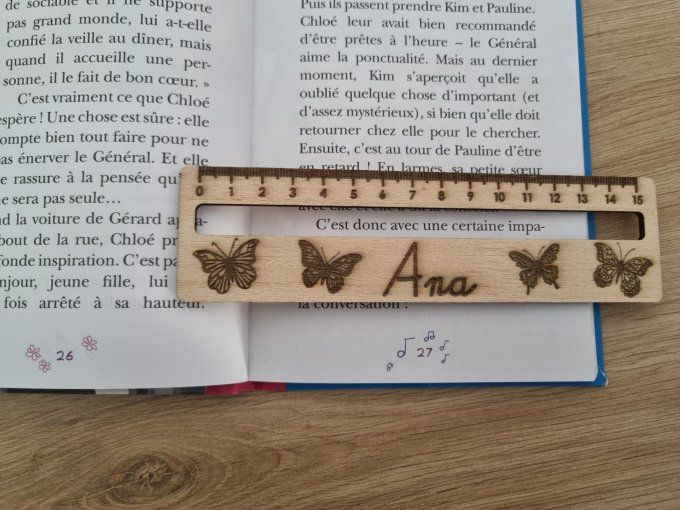 de sociable et il ne supporte
pas grand monde, lui a-t-elle
confié la veille au dîner, mais
quand il accueille une per-
sonne, il le fait de bon cœur. »
C'est vraiment ce que Chloé
espère ! Une chose est sûre : elle
compte bien tout faire pour ne
pas énerver le Général. Et elle
se rassure à la pensée
ne sera pas seule…
la voiture de Gérard
bout de la rue, Chloé
inspiration. C'est
jeune fille, lui
fois arrêté à sa hauteur.
26
Puis ils passent prendre Kim et Pauline.
Chloé leur avait bien recommandé
d'être prêtes à l'heure – le Général
aime la ponctualité. Mais au dernier
moment, Kim s'aperçoit qu'elle a
oublié quelque chose d'important (et
d'assez mystérieux), si bien qu'elle doit
retourner chez elle pour le chercher.
Ensuite, c'est au tour de Pauline d'être
en retard ! En larmes, sa petite sœur
0 1 2 3 4 5 6 7 8 9 10 11 12 13 14 15
C'est donc avec une certaine impa-
Ana
la conversation :
27